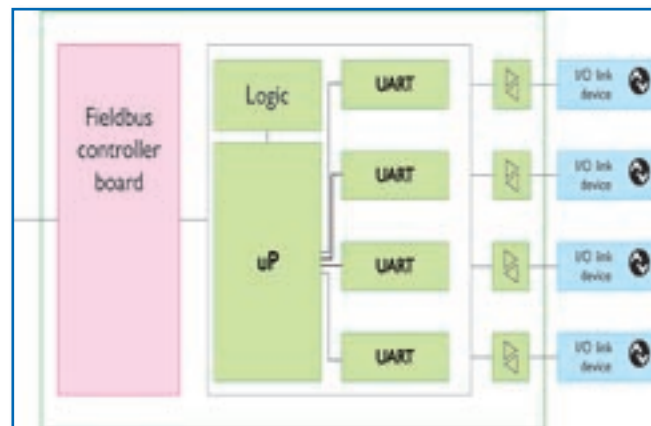 Fieldbus
controller
board
Logic
uP
UART
UART
UART
UART
I/O link
device
I/O link
device
I/O link
device
I/O link
device